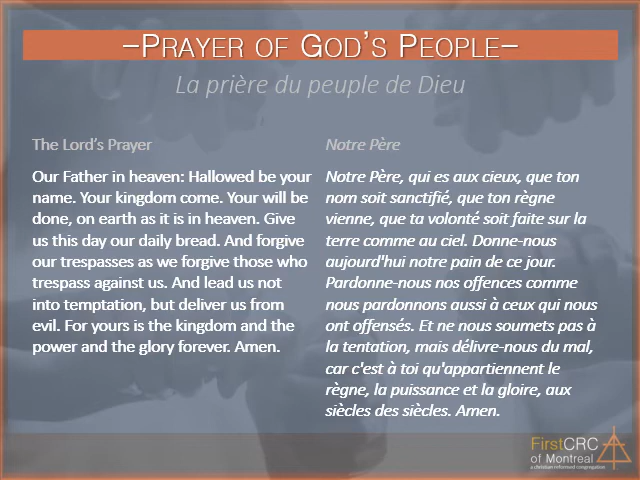 –PRAYER OF GOD'S PEOPLE–
La prière du peuple de Dieu
The Lord's Prayer
Our Father in heaven: Hallowed be your
name. Your kingdom come. Your will be
done, on earth as it is in heaven. Give
us this day our daily bread. And forgive
our trespasses as we forgive those who
trespass against us. And lead us not
into temptation, but deliver us from
evil. For yours is the kingdom and the
power and the glory forever. Amen.
Notre Père
Notre Père, qui es aux cieux, que ton
nom soit sanctifié, que ton règne
vienne, que ta volonté soit faite sur la
terre comme au ciel. Donne-nous
aujourd'hui notre pain de ce jour.
Pardonne-nous nos offences comme
nous pardonnons aussi à ceux qui nous
ont offensés. Et ne nous soumets pas à
la tentation, mais délivre-nous du mal,
car c'est à toi qu'appartiennent le
règne, la puissance et la gloire, aux
siècles des siècles. Amen.
FirstCRC
of Montreal
a christian reformed congregation